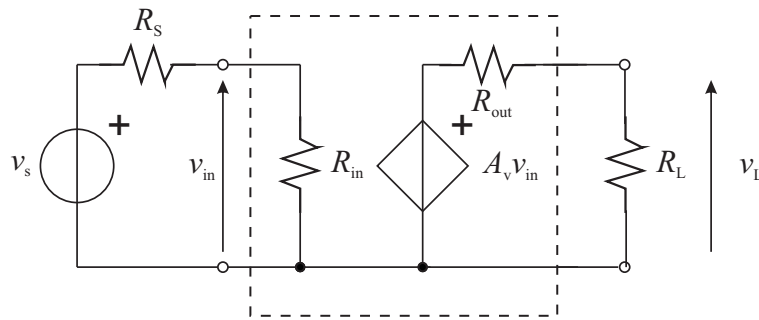 R_S
+
v_s
v_in
R_in
+
R_out
A_v v_in
R_L
v_L